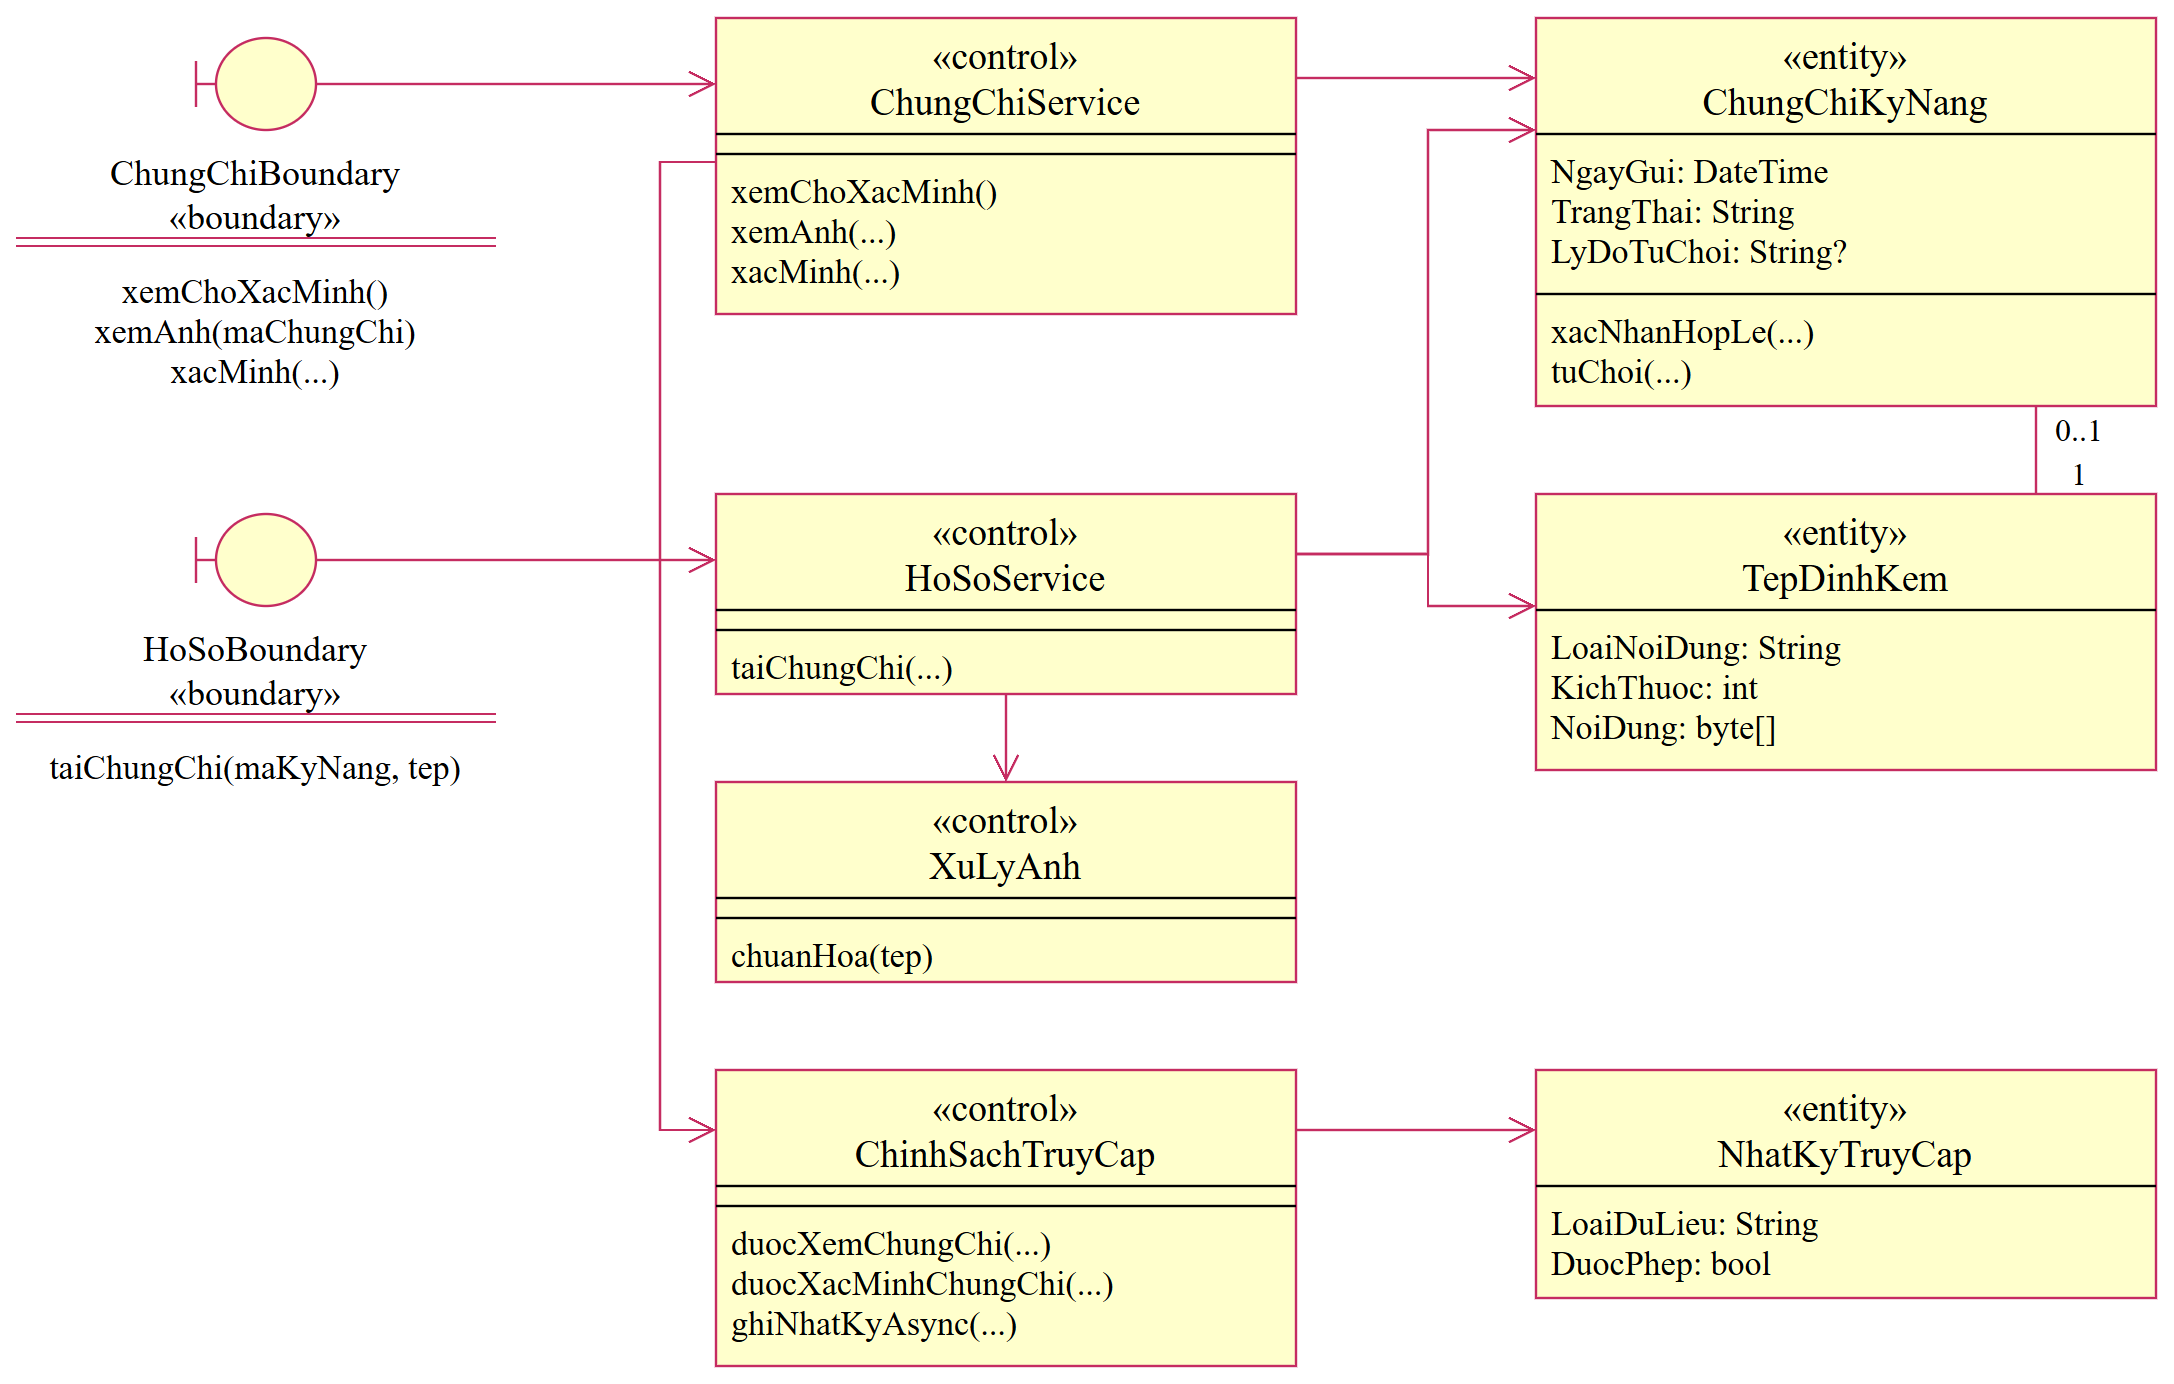 ChungChiBoundary
«boundary»
xemChoXacMinh()
xemAnh(maChungChi)
xacMinh(...)
«control»
ChungChiService
xemChoXacMinh()
xemAnh(...)
xacMinh(...)
«entity»
ChungChiKyNang
NgayGui: DateTime
TrangThai: String
LyDoTuChoi: String?
xacNhanHopLe(...)
tuChoi(...)
0..1
1
HoSoBoundary
«boundary»
taiChungChi(maKyNang, tep)
«control»
HoSoService
taiChungChi(...)
«entity»
TepDinhKem
LoaiNoiDung: String
KichThuoc: int
NoiDung: byte[]
«control»
XuLyAnh
chuanHoa(tep)
«control»
ChinhSachTruyCap
duocXemChungChi(...)
duocXacMinhChungChi(...)
ghiNhatKyAsync(...)
«entity»
NhatKyTruyCap
LoaiDuLieu: String
DuocPhep: bool